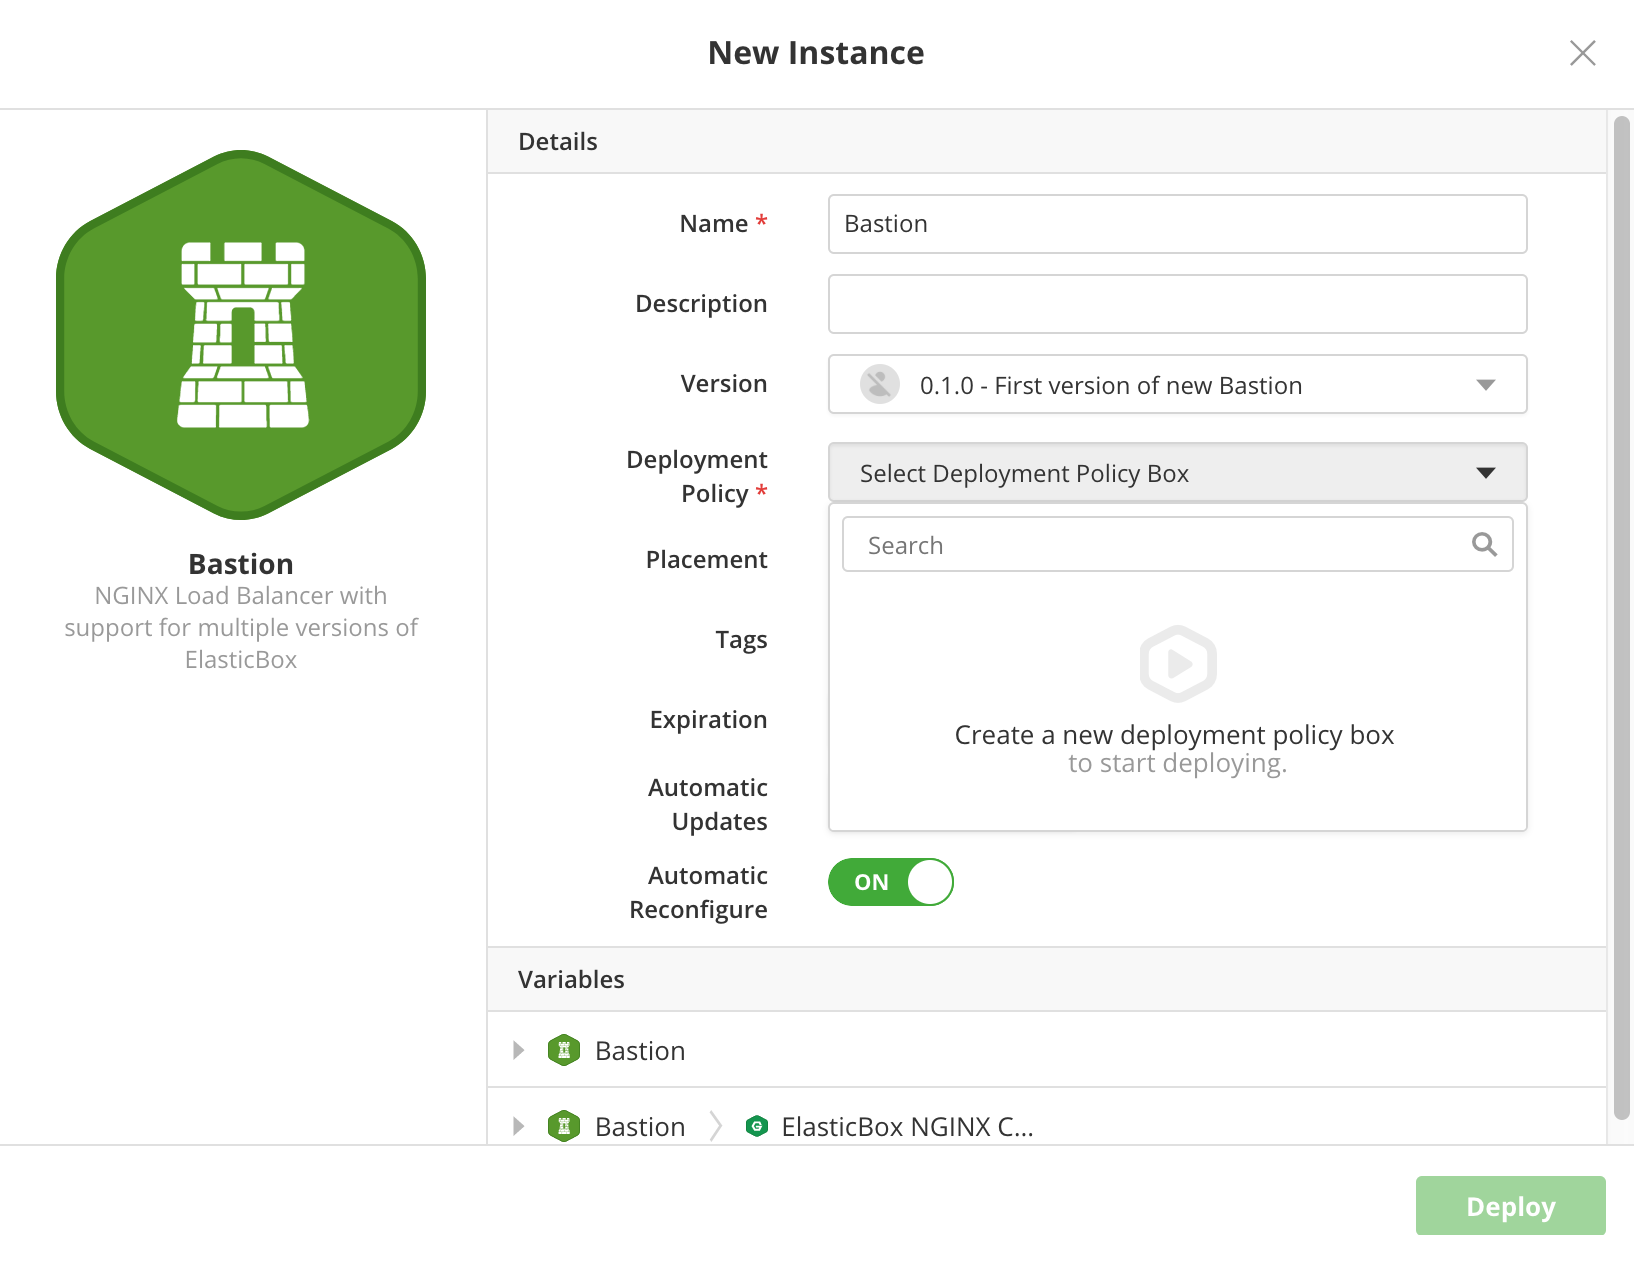 New Instance
Bastion
NGINX Load Balancer with
support for multiple versions of
ElasticBox
Details
Name *
Bastion
Description
Version
0.1.0 - First version of new Bastion
Deployment
Policy *
Select Deployment Policy Box
Search
Create a new deployment policy box
to start deploying.
Placement
Tags
Expiration
Automatic
Updates
Automatic
Reconfigure
ON
Variables
Bastion
Bastion ElasticBox NGINX C...
Deploy